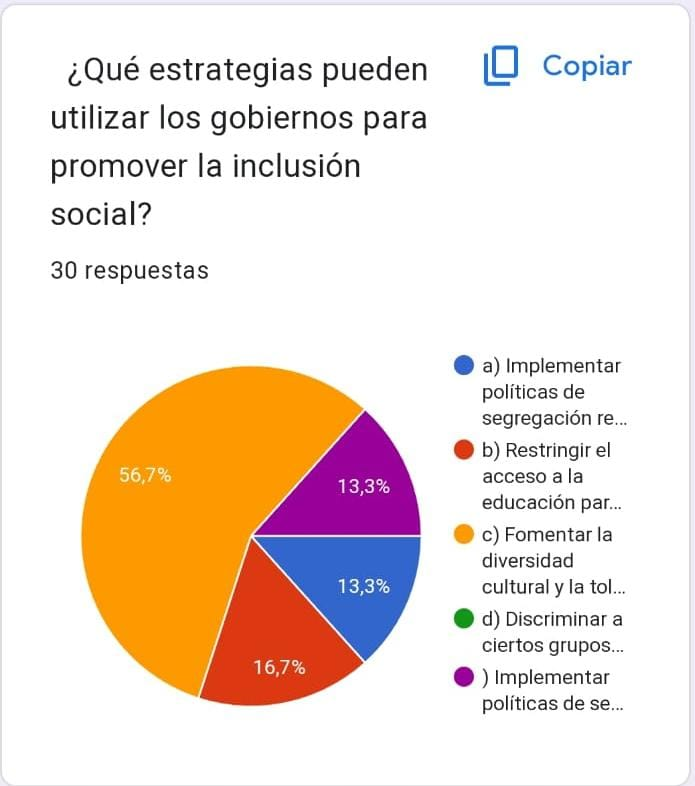 ¿Qué estrategias pueden
utilizar los gobiernos para
promover la inclusión
social?
Copiar
30 respuestas
56,7%
13,3%
13,3%
16,7%
a) Implementar
políticas de
segregación re...
b) Restringir el
acceso a la
educación par...
c) Fomentar la
diversidad
cultural y la tol...
d) Discriminar a
ciertos grupos...
) Implementar
políticas de se...